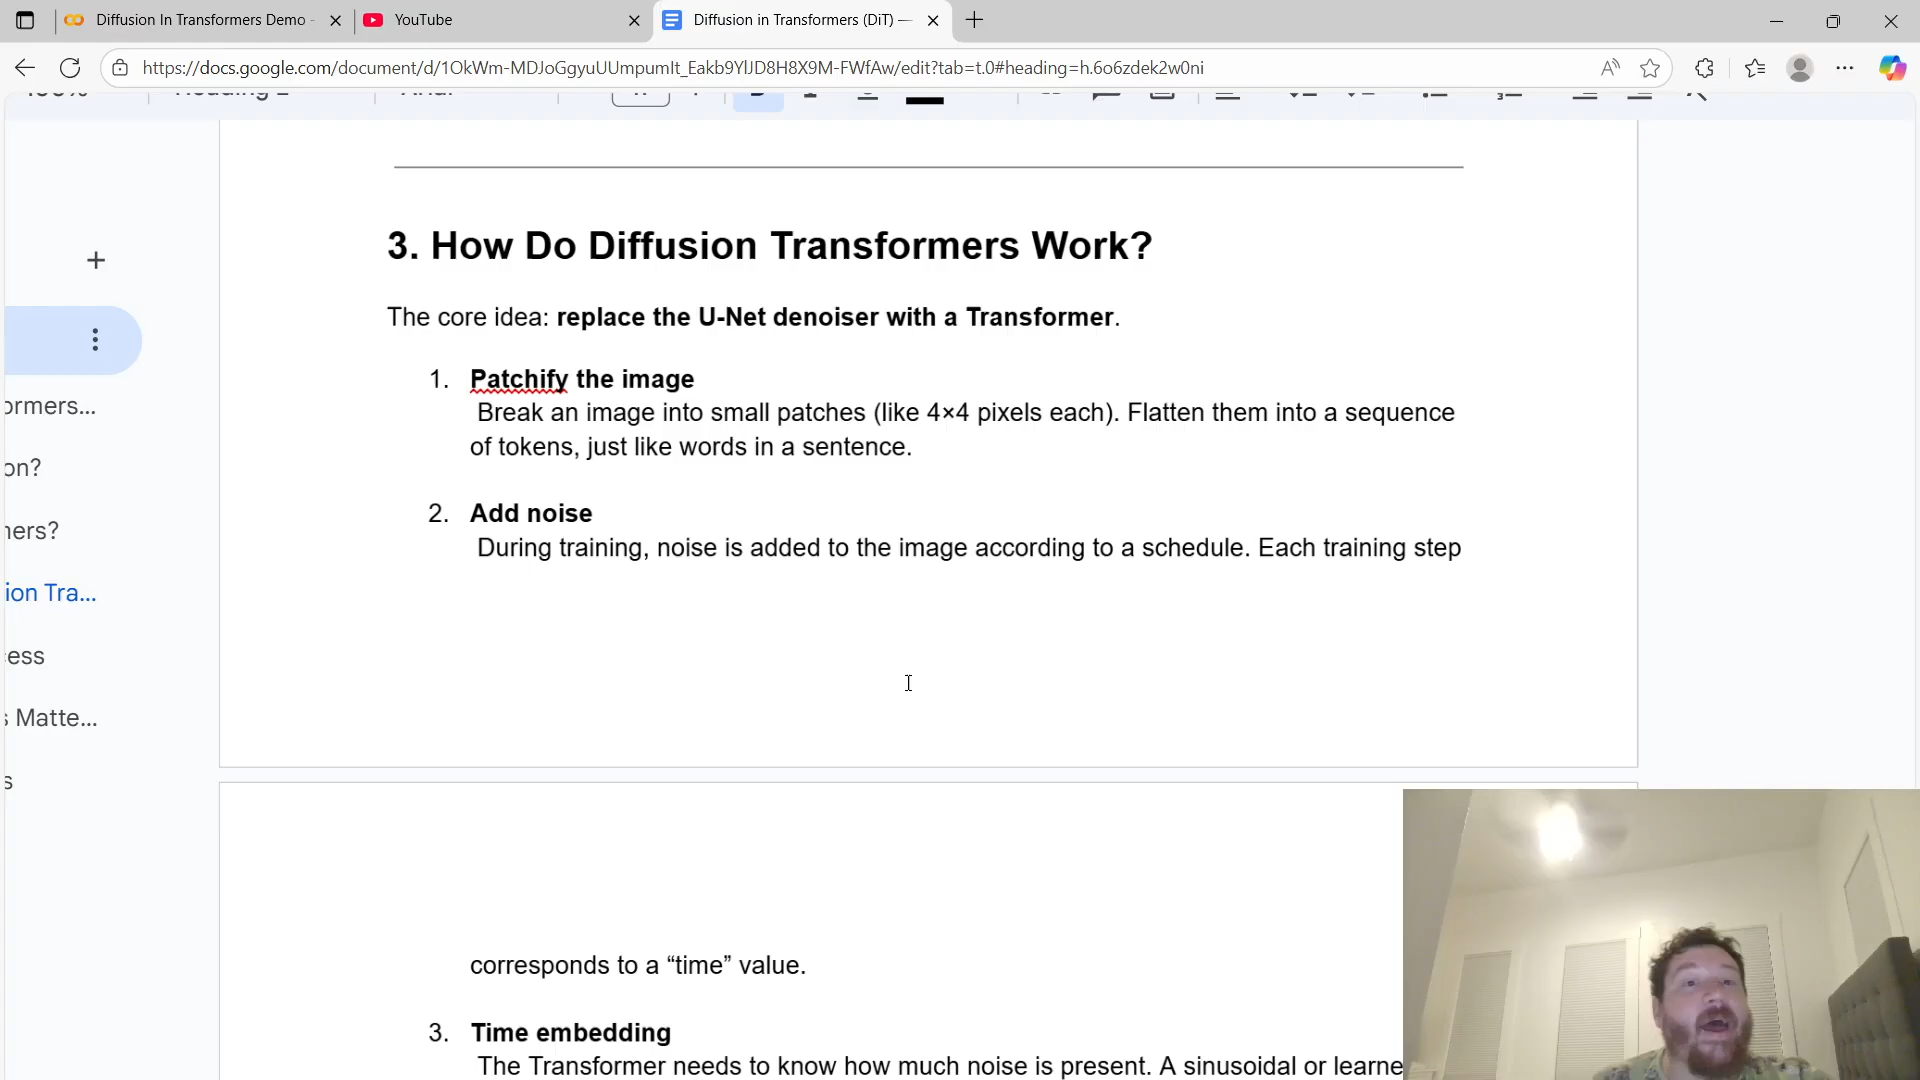 Diffusion In Transformers Demo -
YouTube
Diffusion in Transformers (DiT) —
https://docs.google.com/document/d/1OkWm-MDJoGgyuUUmpumIt_Eakb9YlJD8H8X9M-FWfAw/edit?tab=t.0#heading=h.6o6zdek2w0ni
3. How Do Diffusion Transformers Work?
The core idea: replace the U-Net denoiser with a Transformer.
1. Patchify the image
Break an image into small patches (like 4×4 pixels each). Flatten them into a sequence
of tokens, just like words in a sentence.
2. Add noise
During training, noise is added to the image according to a schedule. Each training step
corresponds to a “time” value.
3. Time embedding
The Transformer needs to know how much noise is present. A sinusoidal or learne
ormers...
on?
ners?
ion Tra...
cess
s Matte...
s